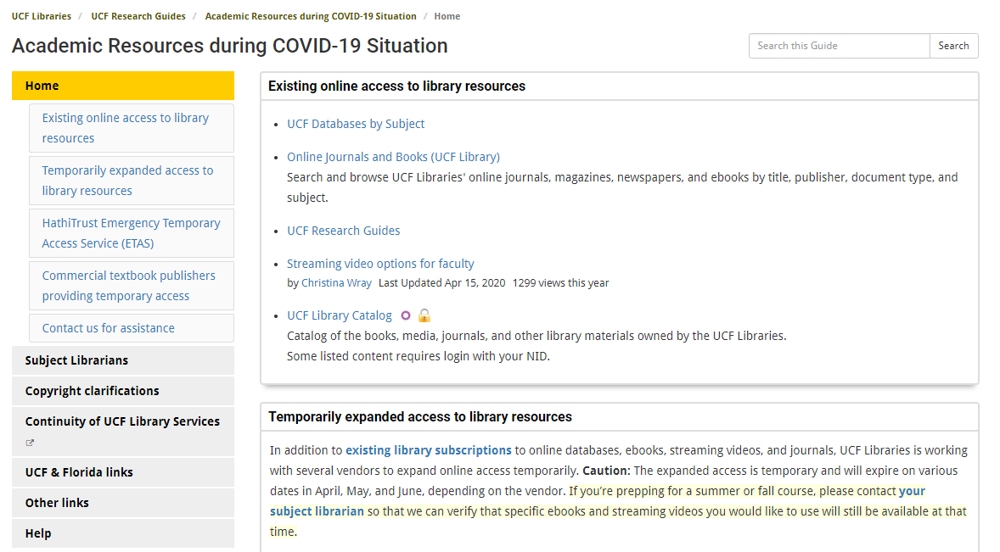 UCF Libraries / UCF Research Guides / Academic Resources during COVID-19 Situation / Home
Academic Resources during COVID-19 Situation
Search this Guide
Search
Home
Existing online access to library
resources
Temporarily expanded access to
library resources
HathiTrust Emergency Temporary
Access Service (ETAS)
Commercial textbook publishers
providing temporary access
Contact us for assistance
Subject Librarians
Copyright clarifications
Continuity of UCF Library Services
UCF & Florida links
Other links
Help
Existing online access to library resources
UCF Databases by Subject
Online Journals and Books (UCF Library)
Search and browse UCF Libraries' online journals, magazines, newspapers, and ebooks by title, publisher, document type, and
subject.
UCF Research Guides
Streaming video options for faculty
by Christina Wray Last Updated Apr 15, 2020 1299 views this year
UCF Library Catalog
Catalog of the books, media, journals, and other library materials owned by the UCF Libraries.
Some listed content requires login with your NID.
Temporarily expanded access to library resources
In addition to existing library subscriptions to online databases, ebooks, streaming videos, and journals, UCF Libraries is working
with several vendors to expand online access temporarily. Caution: The expanded access is temporary and will expire on various
dates in April, May, and June, depending on the vendor. If you’re prepping for a summer or fall course, please contact your
subject librarian so that we can verify that specific ebooks and streaming videos you would like to use will still be available at that
time.